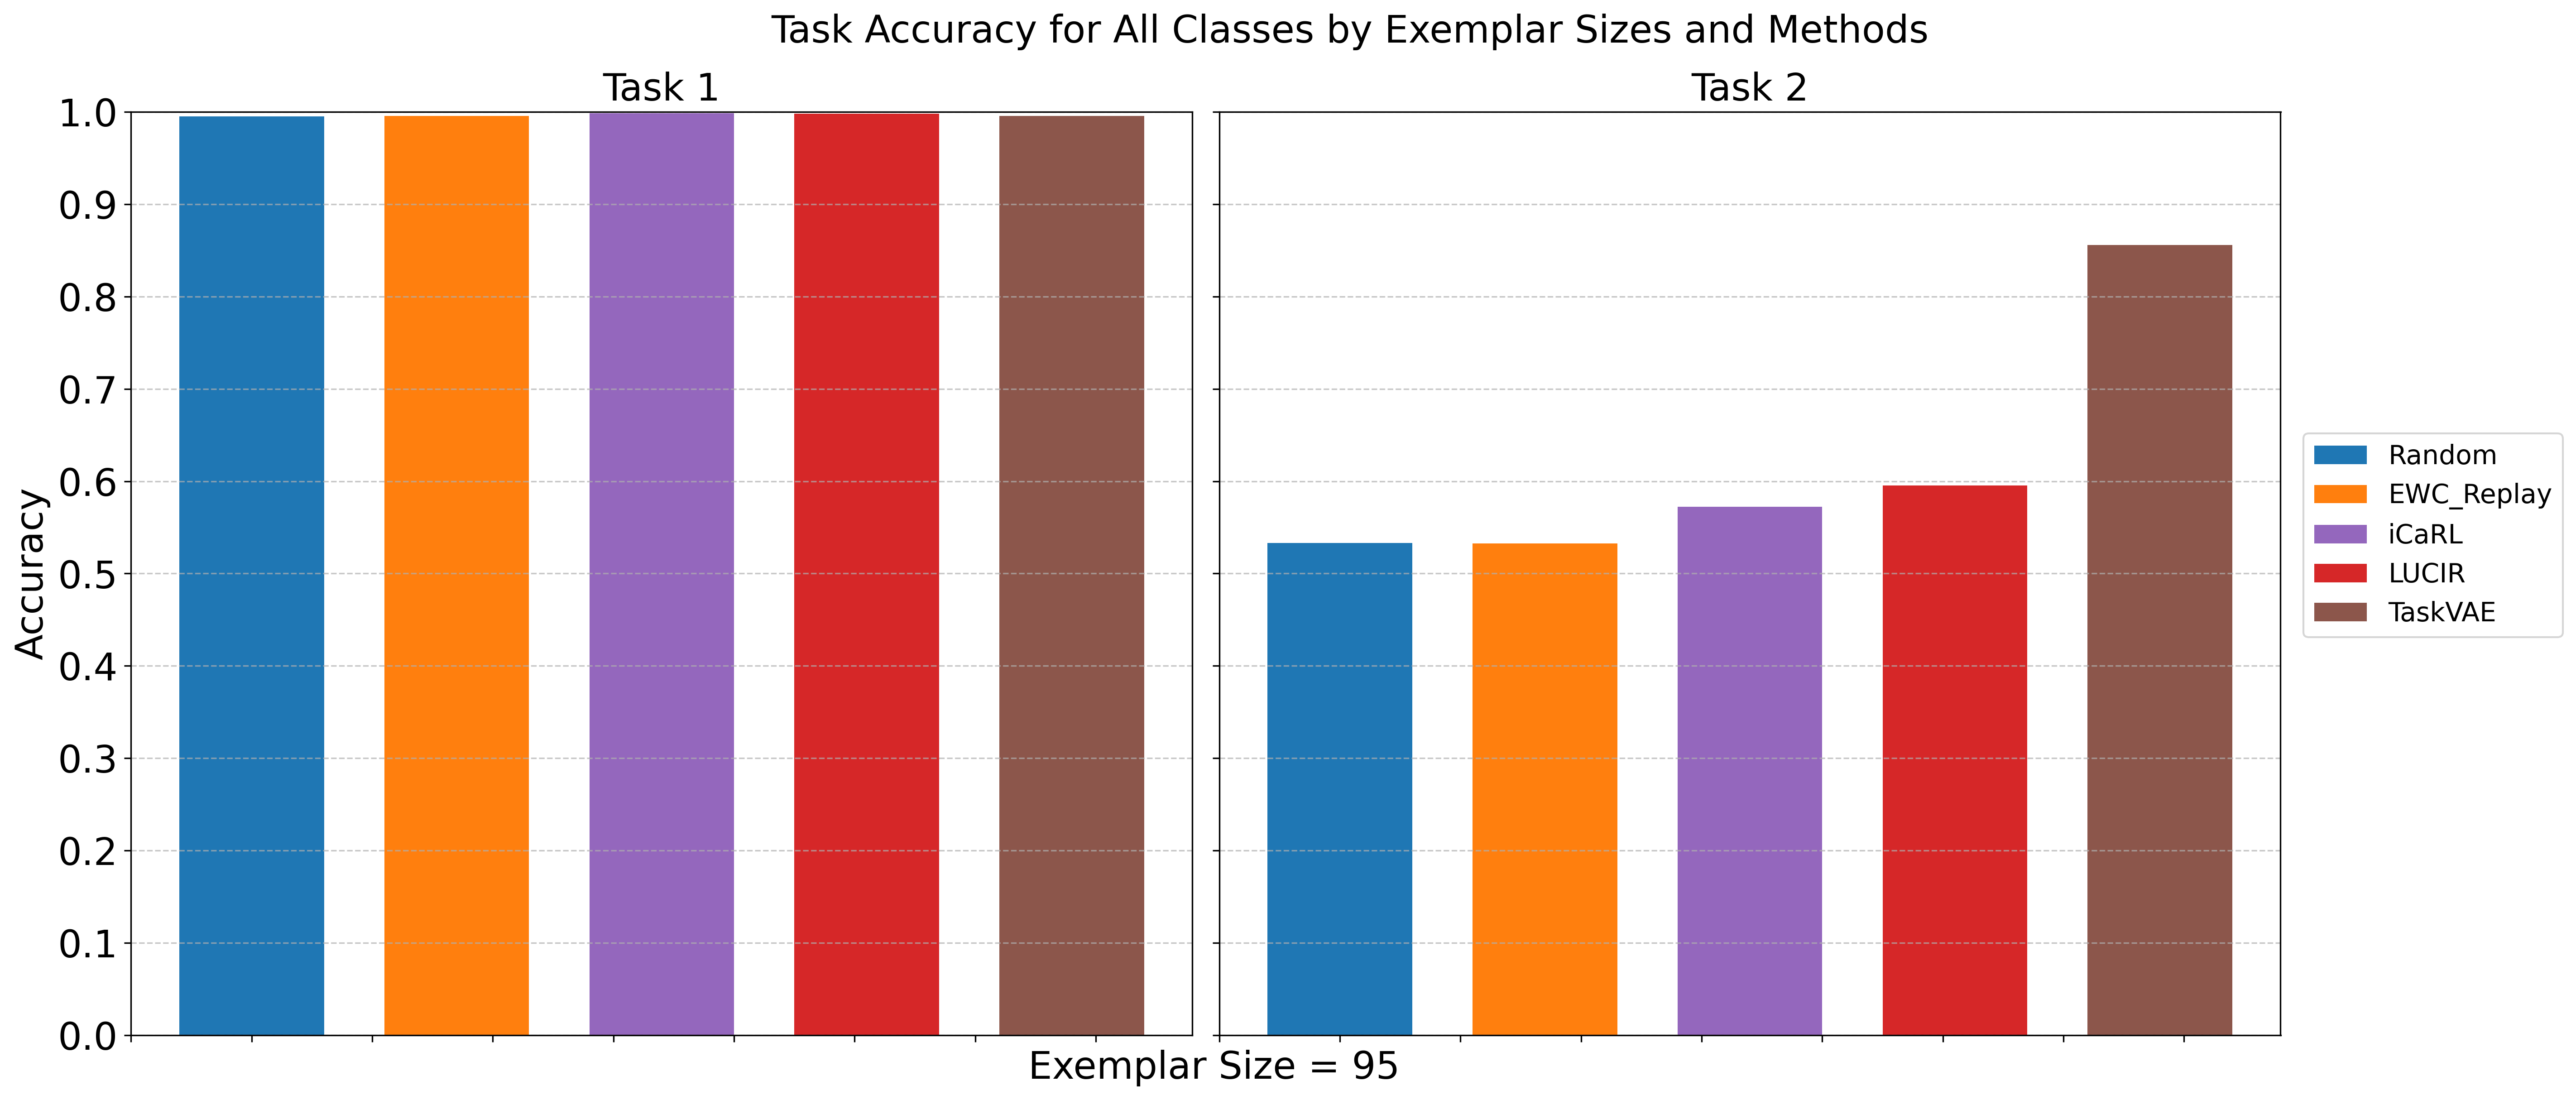 Task Accuracy for All Classes by Exemplar Sizes and Methods
Task 1
Task 2
Accuracy
1.0
0.9
0.8
0.7
0.6
0.5
0.4
0.3
0.2
0.1
0.0
Exemplar Size = 95
Random
EWC_Replay
iCaRL
LUCIR
TaskVAE